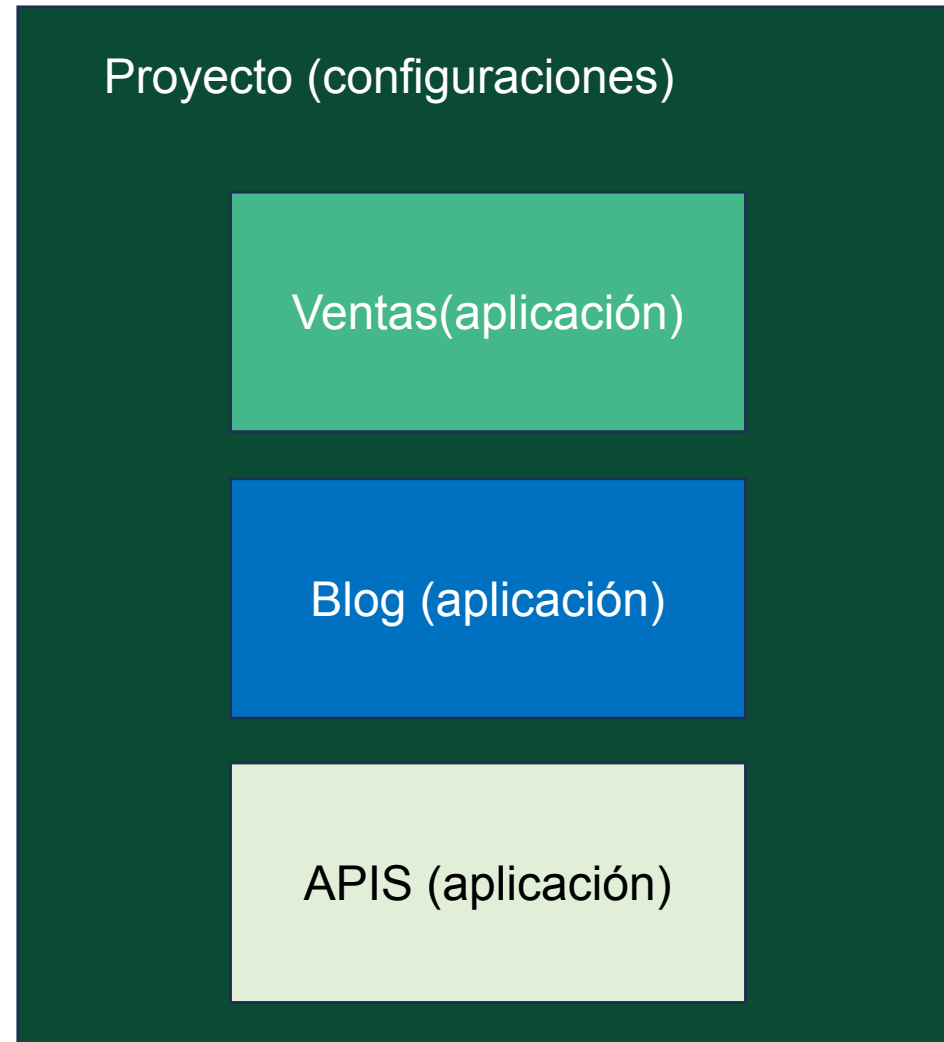 Proyecto (configuraciones)
Ventas(aplicación)
Blog (aplicación)
APIS (aplicación)